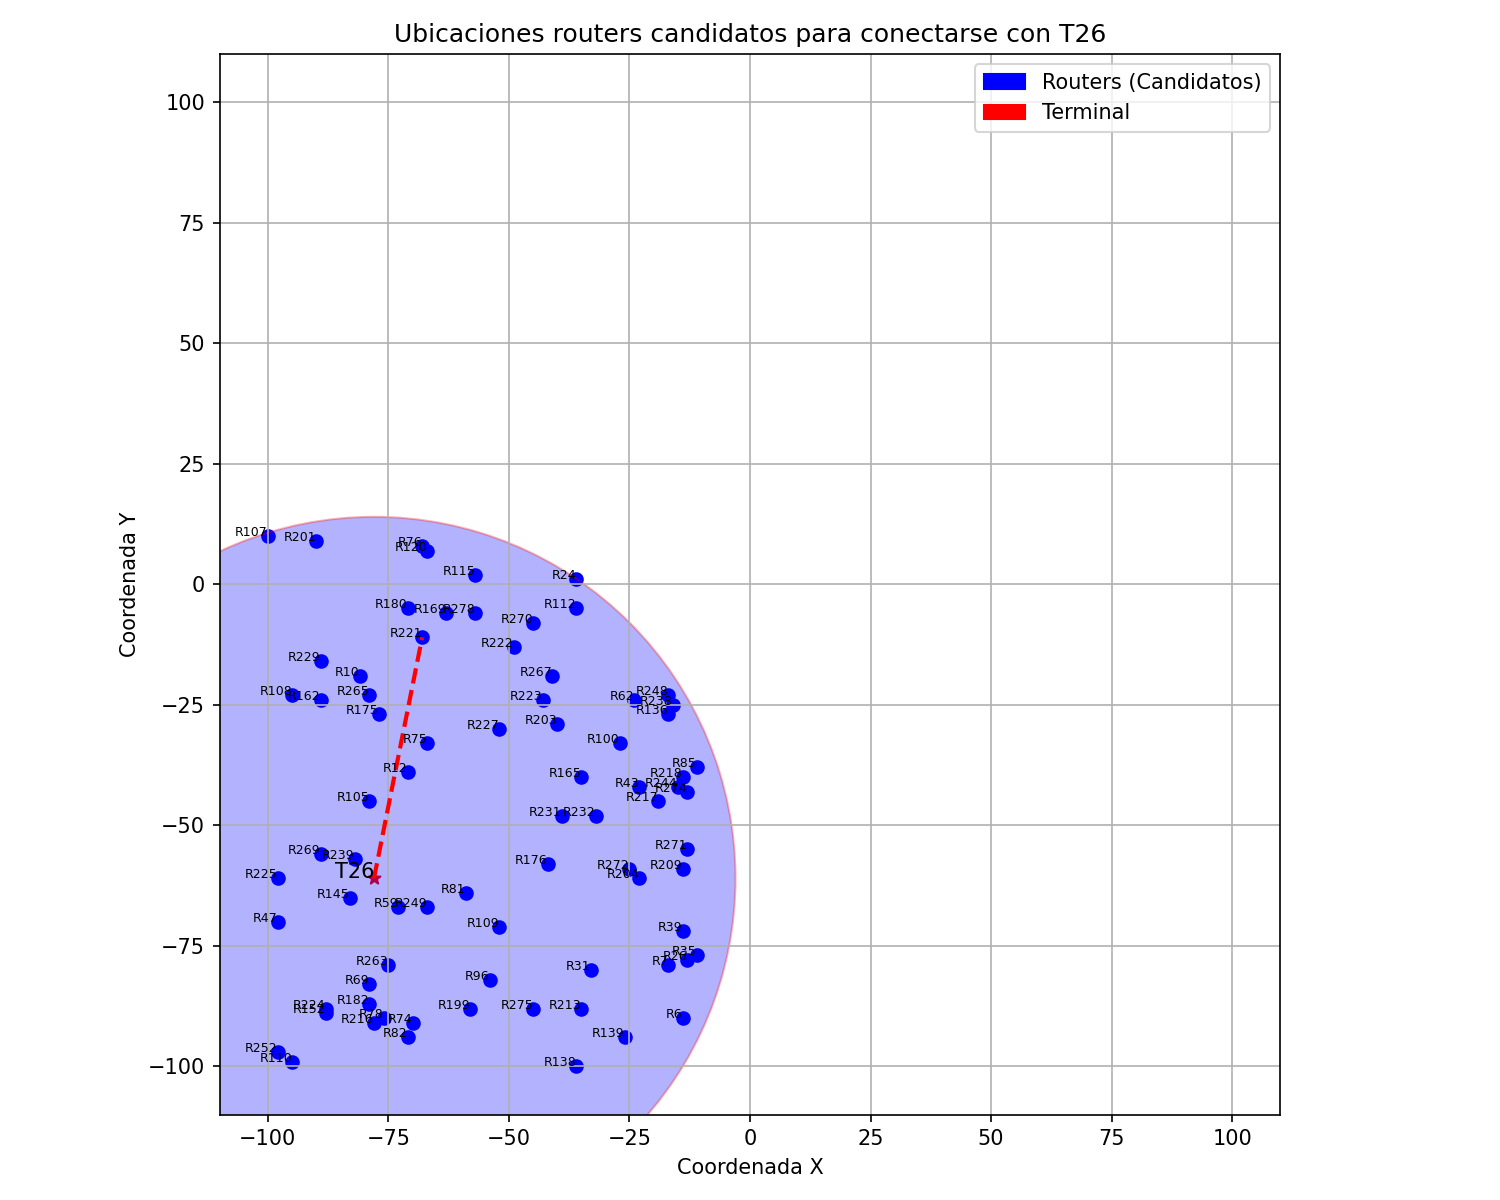 Ubicaciones routers candidatos para conectarse con T26
Routers (Candidatos)
Terminal
100
75
50
25
0
−25
−50
−75
−100
Coordenada Y
R107
R201
R76
R120
R115
R24
R180
R169
R278
R112
R270
R221
R222
R229
R10
R267
R108
R162
R265
R223
R62
R248
R136
R175
R227
R203
R75
R100
R12
R165
R85
R218
R43
R244
R217
R105
R231
R232
R269
R239
R176
R271
R272
R209
R204
T26
R225
R145
R81
R59
R249
R47
R109
R39
R35
R7
R263
R96
R31
R69
R182
R224
R152
R199
R275
R213
R78
R216
R74
R6
R82
R139
R252
R110
R138
−100
−75
−50
−25
0
25
50
75
100
Coordenada X